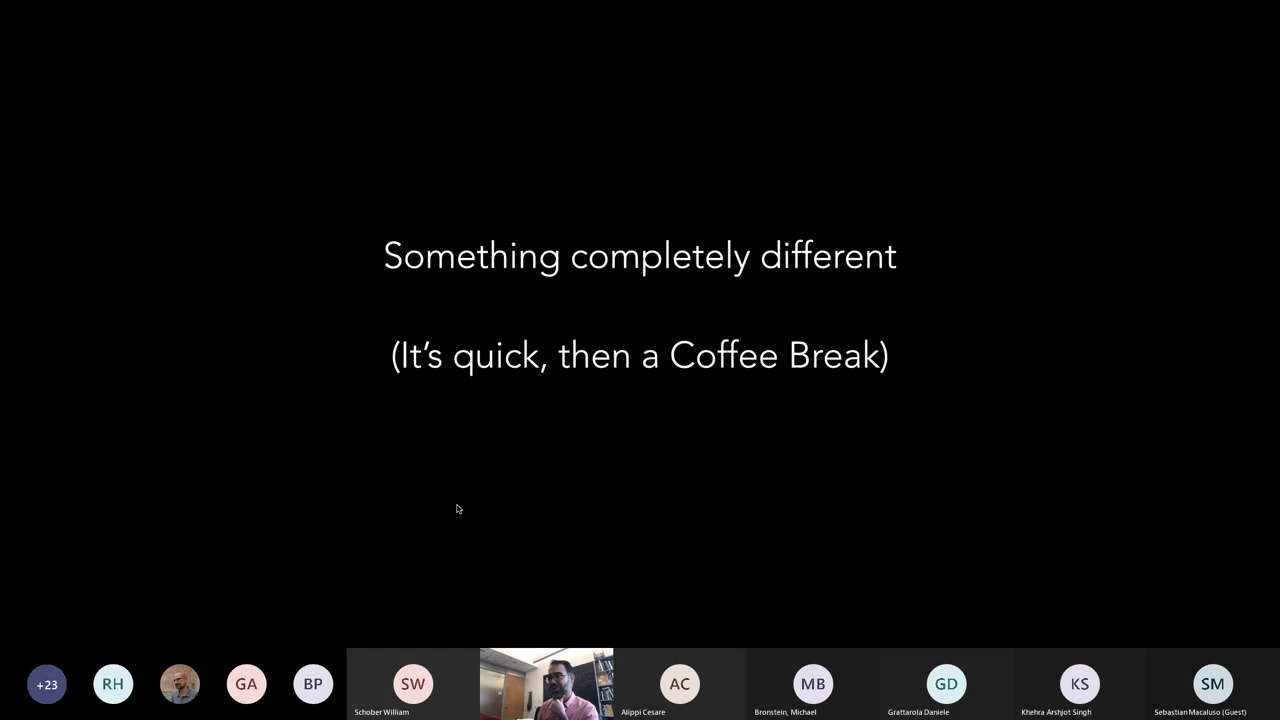 Something completely different
(It's quick, then a Coffee Break)
+23
RH
GA
BP
SW
AC
MB
GD
KS
SM
Schober William
Alippi Cesare
Bronstein, Michael
Grattarola Daniele
Khehra Arshjot Singh
Sebastian Macaluso (Guest)